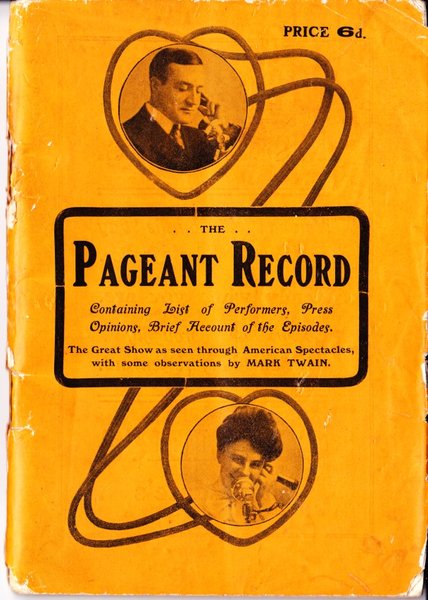 PRICE 6d.
. . THE . .
PAGEANT RECORD
Containing List of Performers, Press
Opinions, Brief Account of the Episodes.
The Great Show as seen through American Spectacles,
with some observations by MARK TWAIN.